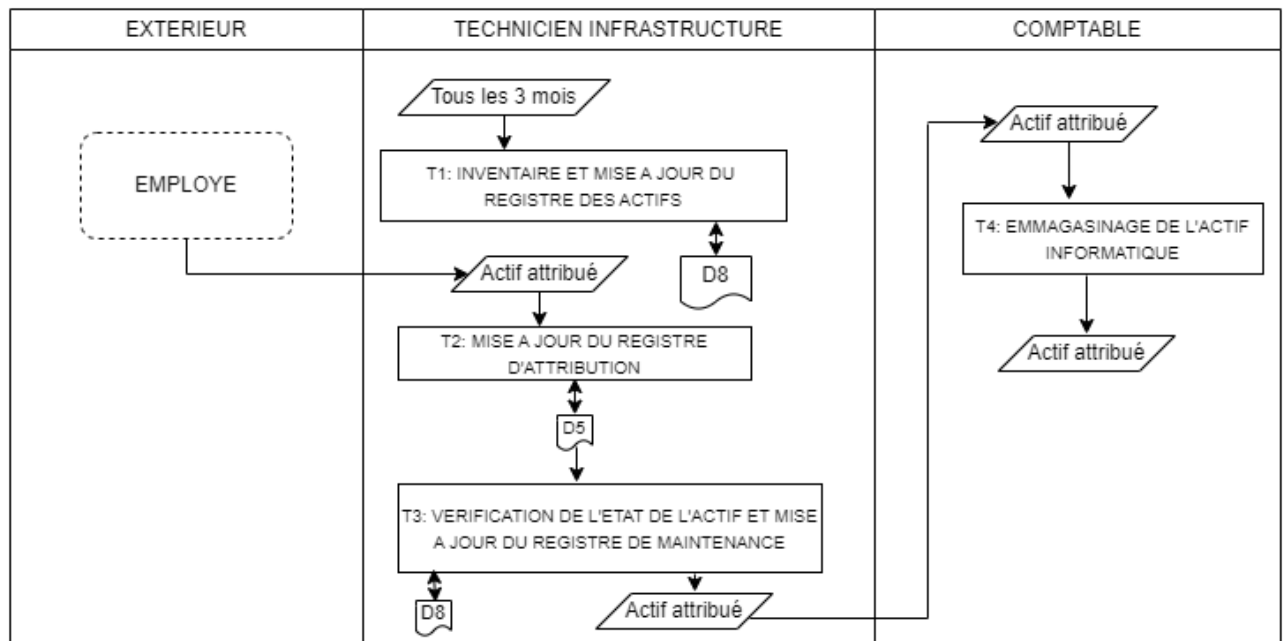 EXTERIEUR
TECHNICIEN INFRASTRUCTURE
COMPTABLE
Tous les 3 mois
T1: INVENTAIRE ET MISE A JOUR DU
REGISTRE DES ACTIFS
D8
EMPLOYE
Actif attribué
T2: MISE A JOUR DU REGISTRE
D'ATTRIBUTION
D5
T3: VERIFICATION DE L'ETAT DE L'ACTIF ET MISE
A JOUR DU REGISTRE DE MAINTENANCE
D8
Actif attribué
Actif attribué
T4: EMMAGASINAGE DE L'ACTIF
INFORMATIQUE
Actif attribué